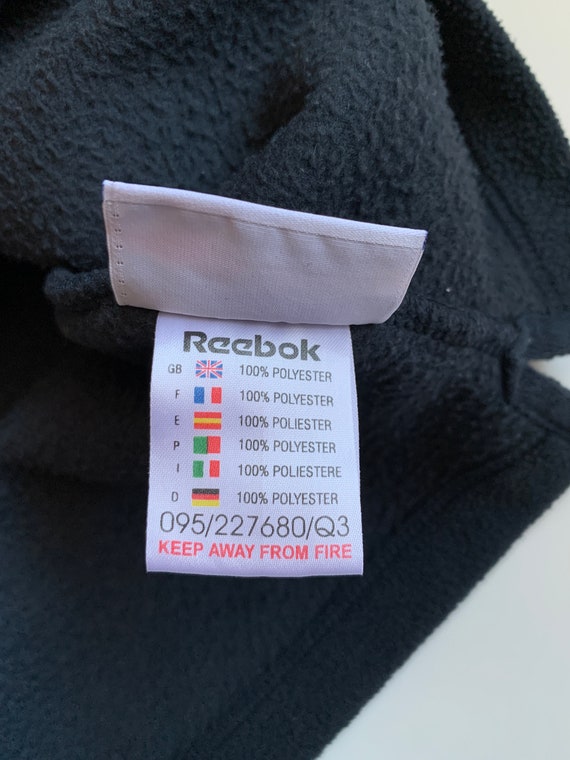 Reebok
GB 100% POLYESTER
F 100% POLYESTER
E 100% POLIESTER
P 100% POLYESTER
I 100% POLIESTERE
D 100% POLYESTER
095/227680/Q3
KEEP AWAY FROM FIRE